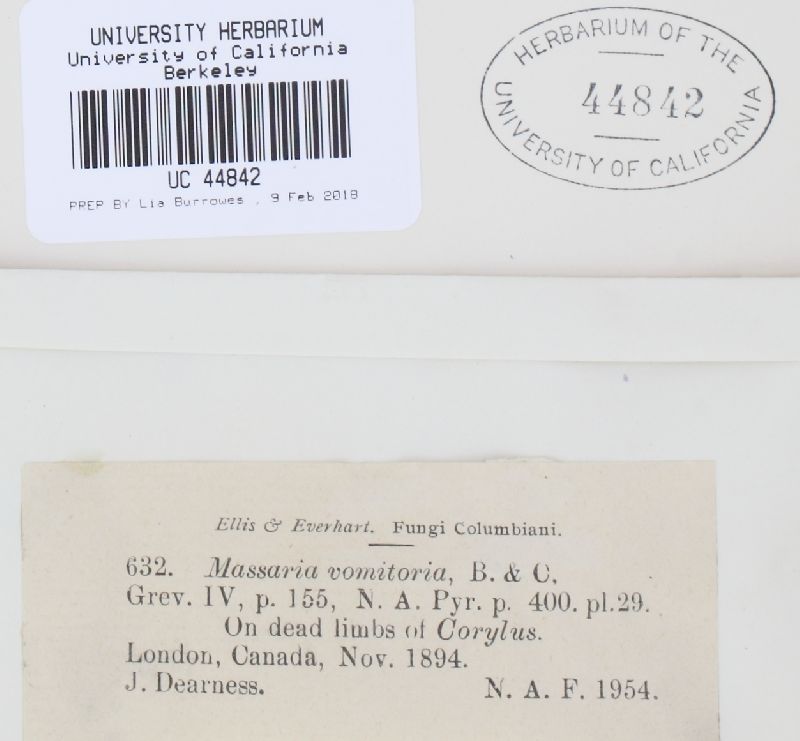 UNIVERSITY HERBARIUM
University of California
Berkeley
UC 44842
PREP BY Lia Burrowes , 9 Feb 2018
HERBARIUM OF THE
44842
UNIVERSITY OF CALIFORNIA
Ellis & Everhart. Fungi Columbiani.
632. Massaria vomitoria, B. & C,
Grev. IV, p. 155, N. A. Pyr. p. 400. pl.29.
On dead limbs of Corylus.
London, Canada, Nov. 1894.
J. Dearness. N. A. F. 1954.